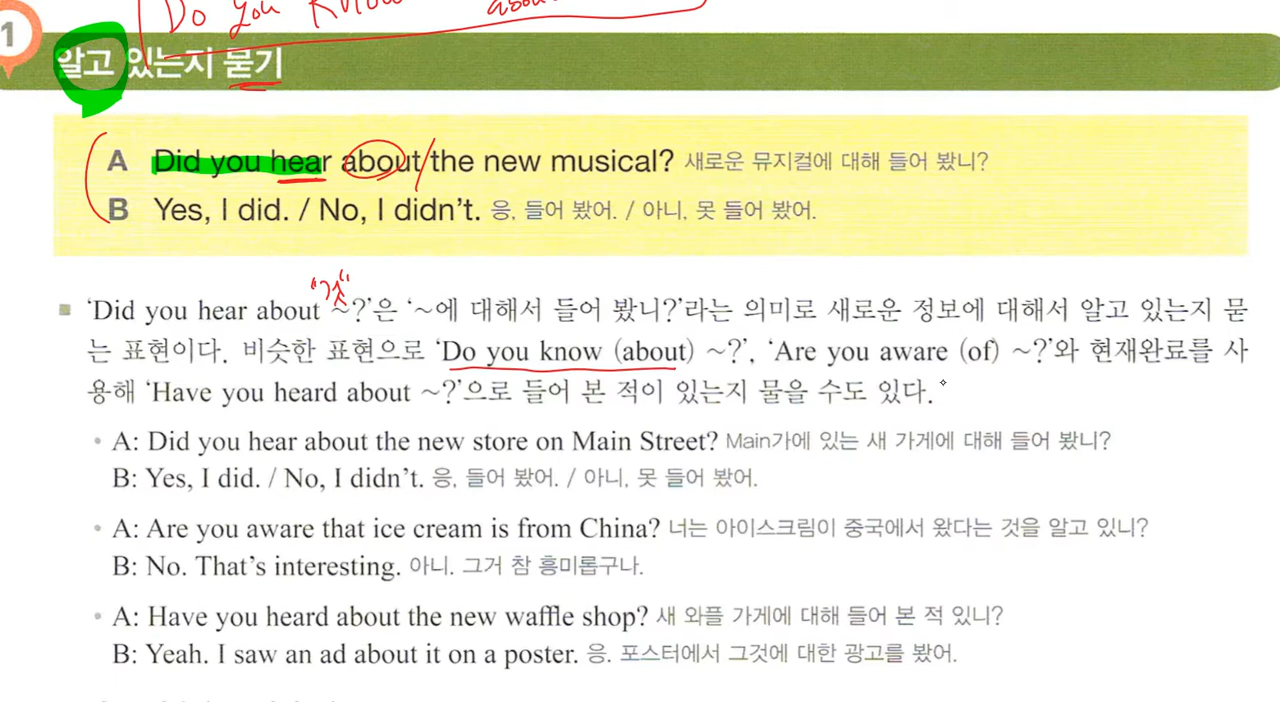 Do you know about
1
알고 있는지 묻기
A Did you hear about the new musical? 새로운 뮤지컬에 대해 들어 봤니?
B Yes, I did. / No, I didn't. 응, 들어 봤어. / 아니, 못 들어 봤어.
"것"
■ ‘Did you hear about ~?’은 ‘~에 대해서 들어 봤니?’라는 의미로 새로운 정보에 대해서 알고 있는지 묻
는 표현이다. 비슷한 표현으로 ‘Do you know (about) ~?’, ‘Are you aware (of) ~?’와 현재완료를 사
용해 ‘Have you heard about ~?’으로 들어 본 적이 있는지 물을 수도 있다.
• A: Did you hear about the new store on Main Street? Main가에 있는 새 가게에 대해 들어 봤니?
B: Yes, I did. / No, I didn’t. 응, 들어 봤어. / 아니, 못 들어 봤어.
• A: Are you aware that ice cream is from China? 너는 아이스크림이 중국에서 왔다는 것을 알고 있니?
B: No. That’s interesting. 아니. 그거 참 흥미롭구나.
• A: Have you heard about the new waffle shop? 새 와플 가게에 대해 들어 본 적 있니?
B: Yeah. I saw an ad about it on a poster. 응. 포스터에서 그것에 대한 광고를 봤어.